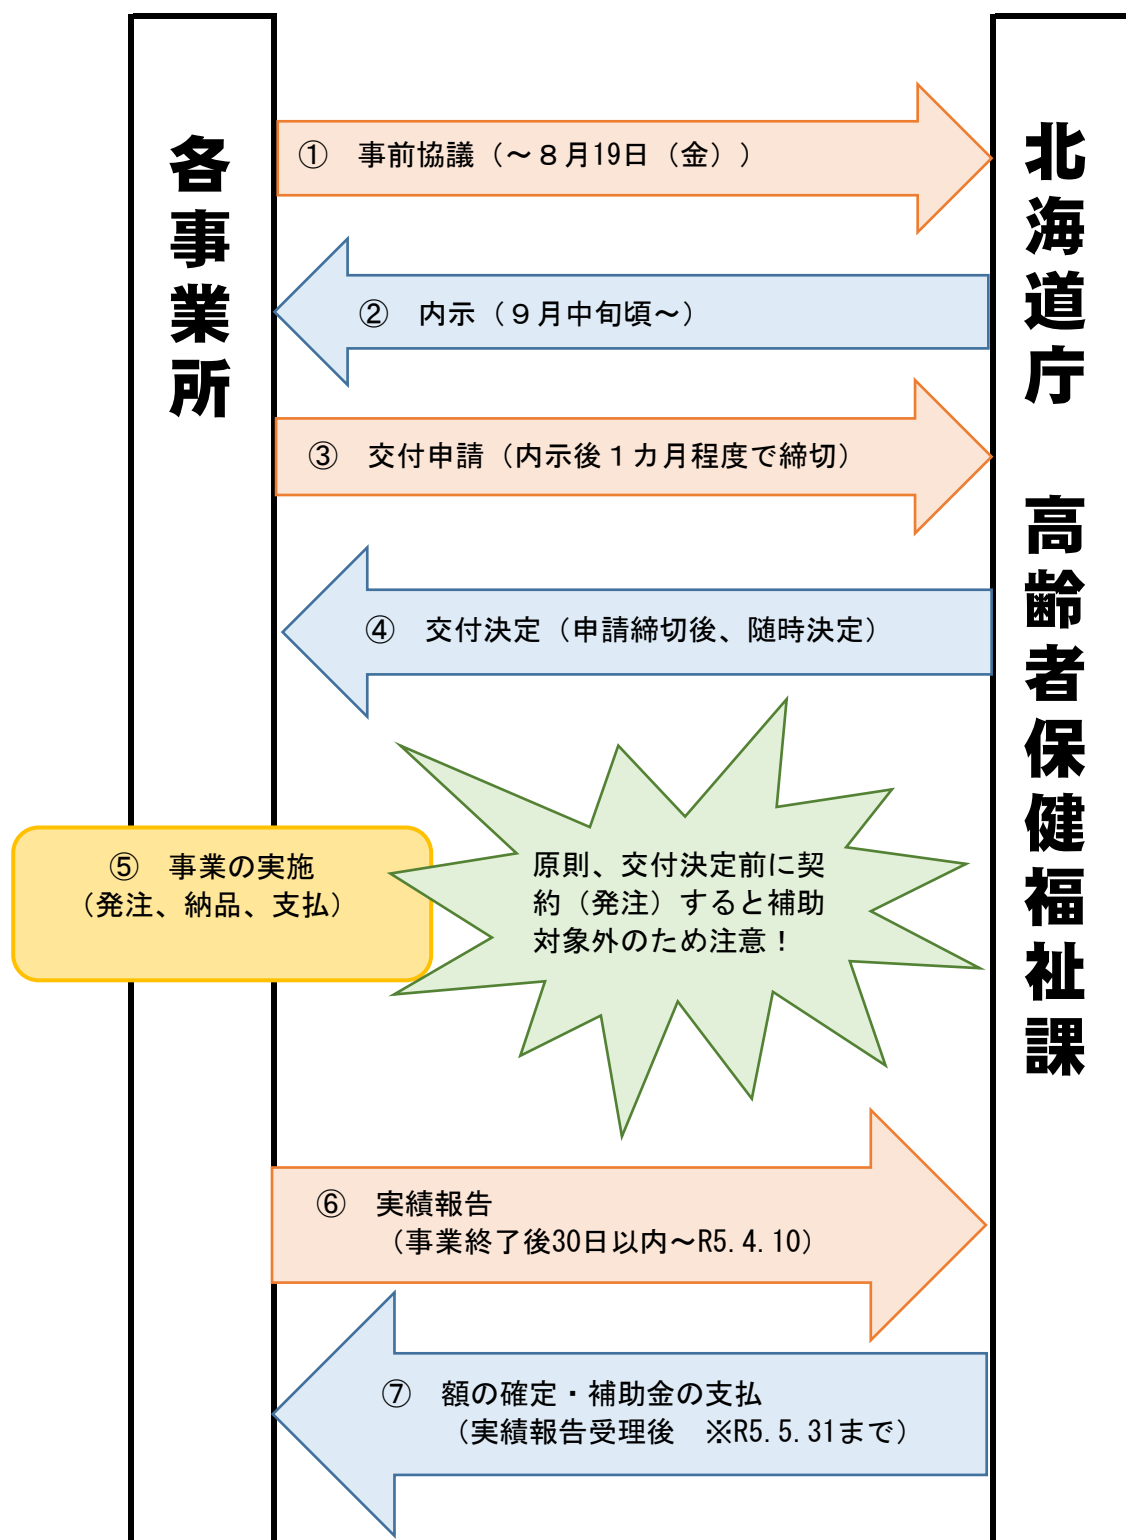 各事業所
北海道庁　高齢者保健福祉課
①　事前協議（～８月19日（金））
②　内示（９月中旬頃～）
③　交付申請（内示後１カ月程度で締切）
④　交付決定（申請締切後、随時決定）
⑤　事業の実施
（発注、納品、支払）
原則、交付決定前に契
約（発注）すると補助
対象外のため注意！
⑥　実績報告
（事業終了後30日以内～R5.4.10）
⑦　額の確定・補助金の支払
（実績報告受理後　※R5.5.31まで）